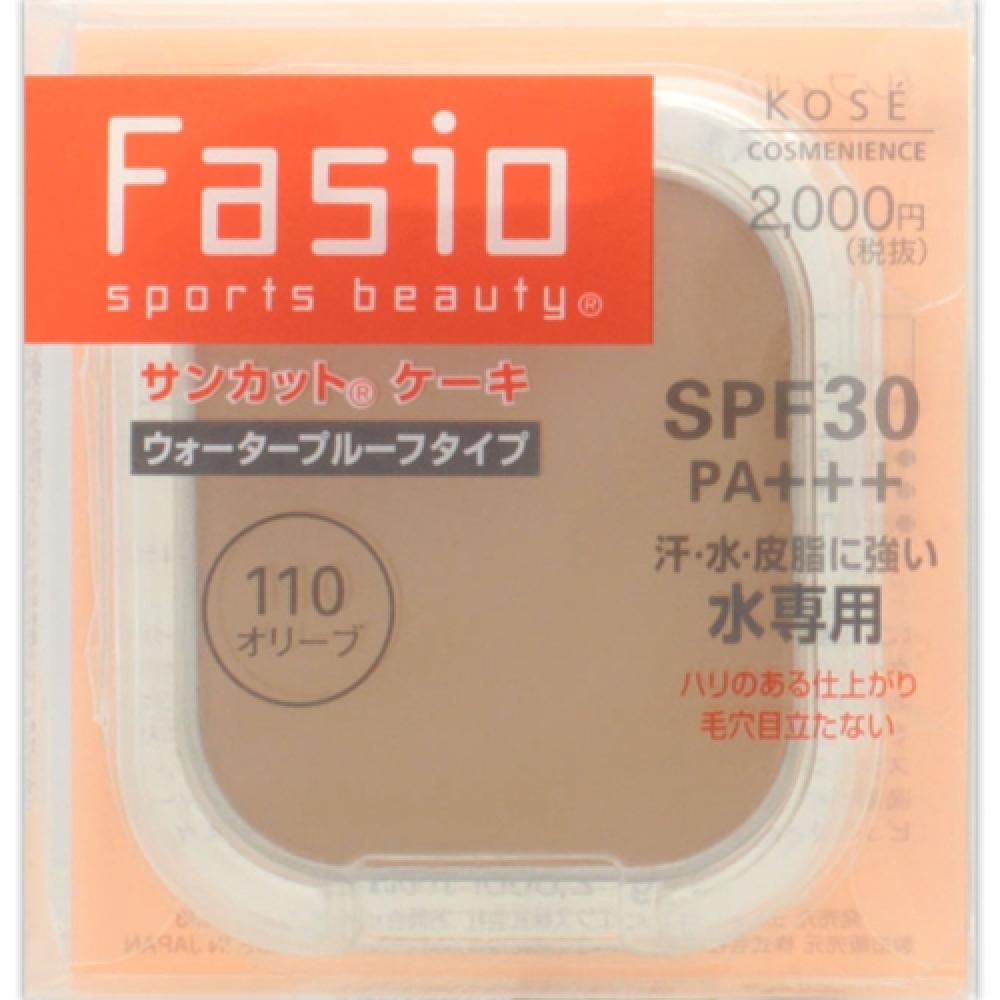 Fasio
sports beauty®
KOSÉ
COSMENIENCE
2,000円
(税抜)
サンカット® ケーキ
ウォータープルーフタイプ
110
オリーブ
SPF30
PA+++
汗・水・皮脂に強い
水専用
ハリのある仕上がり
毛穴目立たない